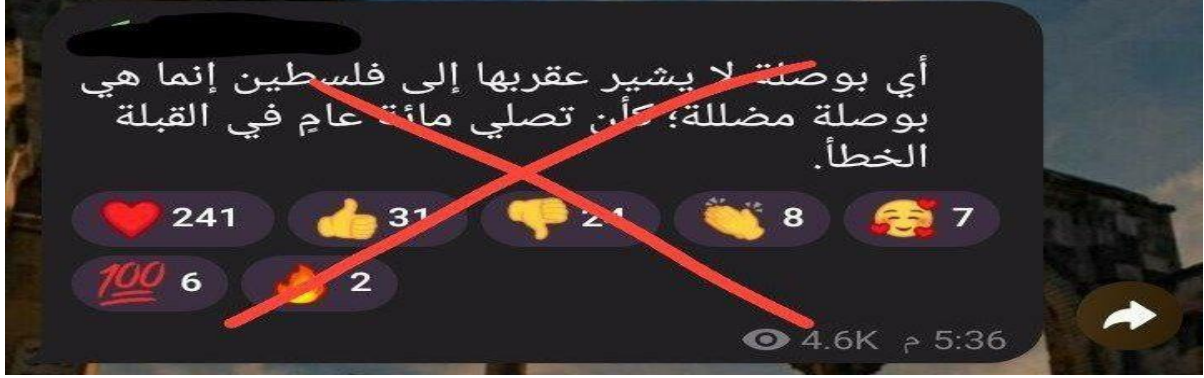 أي بوصلة لا يشير عقربها إلى فلسطين إنما هي
بوصلة مضللة؛ كأن تصلي مائة عامٍ في القبلة
الخطأ.
241 31 24 8 7
6 2
4.6K 5:36 م